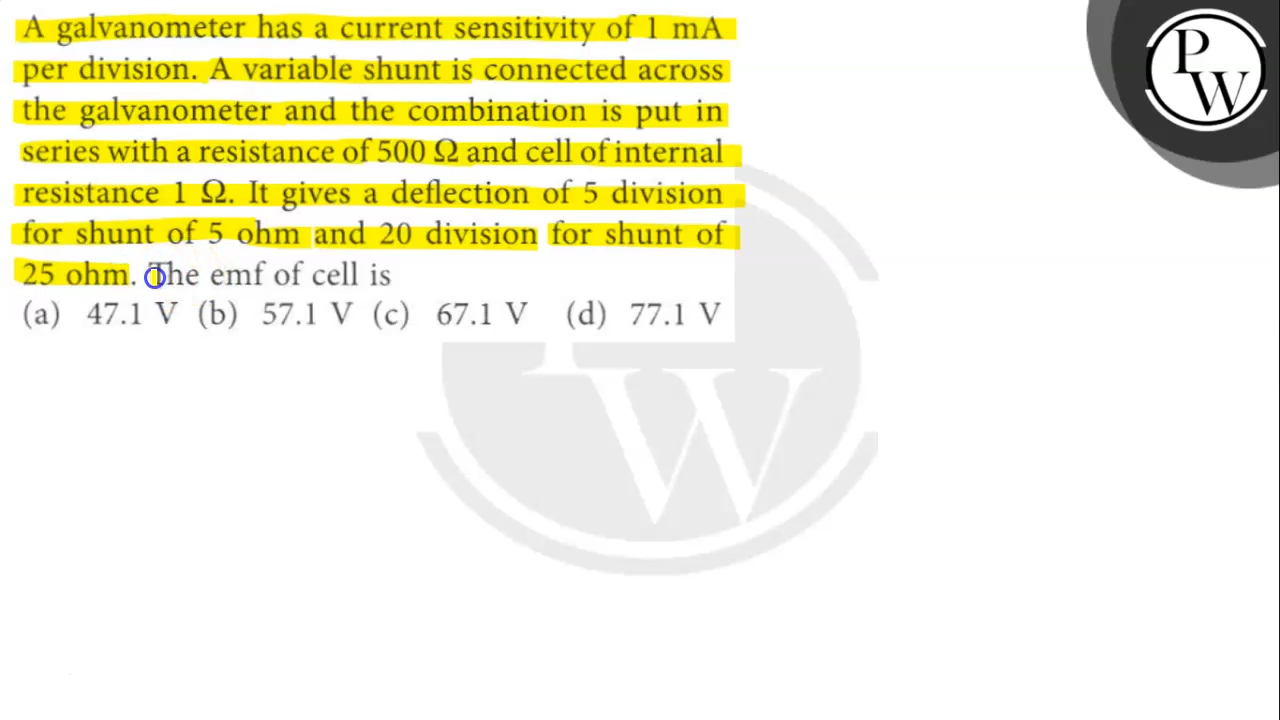 A galvanometer has a current sensitivity of 1 mA
per division. A variable shunt is connected across
the galvanometer and the combination is put in
series with a resistance of 500 Ω and cell of internal
resistance 1 Ω. It gives a deflection of 5 division
for shunt of 5 ohm and 20 division for shunt of
25 ohm. The emf of cell is
(a) 47.1 V (b) 57.1 V (c) 67.1 V (d) 77.1 V
P
W
W